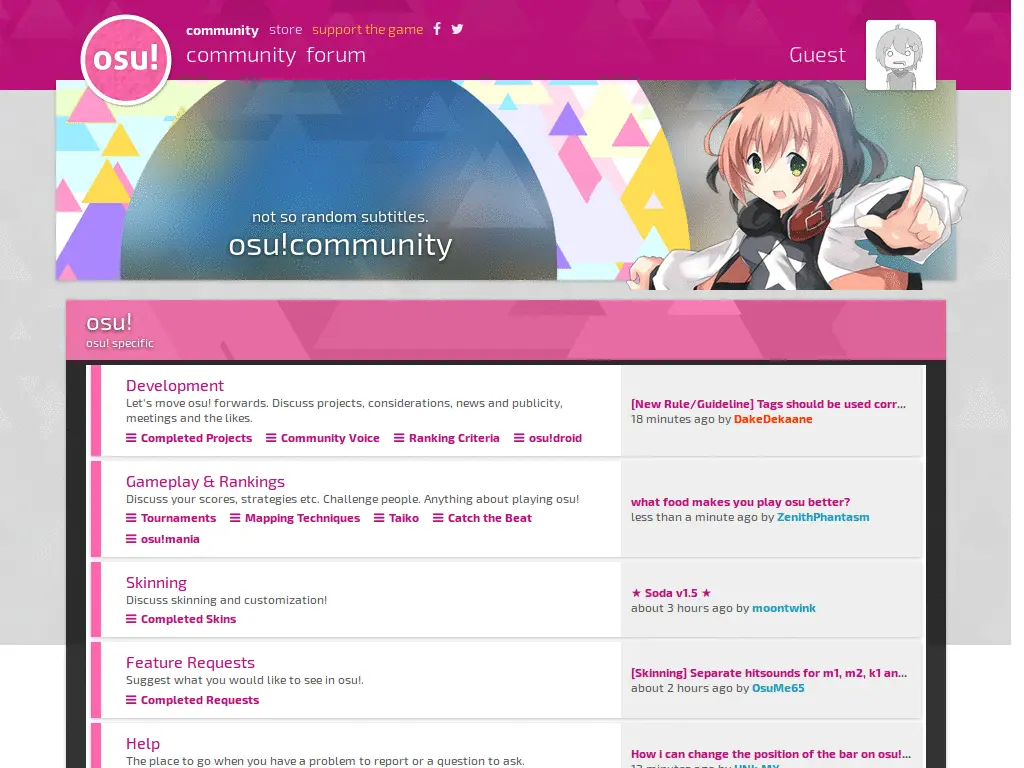 osu!
community store support the game
community forum
Guest
not so random subtitles.
osu!community
osu!
osu! specific
Development
Let's move osu! forwards. Discuss projects, considerations, news and publicity,
meetings and the likes.
Completed Projects Community Voice Ranking Criteria osu!droid
[New Rule/Guideline] Tags should be used corr...
18 minutes ago by DakeDekaane
Gameplay & Rankings
Discuss your scores, strategies etc. Challenge people. Anything about playing osu!
Tournaments Mapping Techniques Taiko Catch the Beat
osu!mania
what food makes you play osu better?
less than a minute ago by ZenithPhantasm
Skinning
Discuss skinning and customization!
Completed Skins
★ Soda v1.5 ★
about 3 hours ago by moontwink
Feature Requests
Suggest what you would like to see in osu!.
Completed Requests
[Skinning] Separate hitsounds for m1, m2, k1 an...
about 2 hours ago by OsuMe65
Help
The place to go when you have a problem to report or a question to ask.
How i can change the position of the bar on osu!...